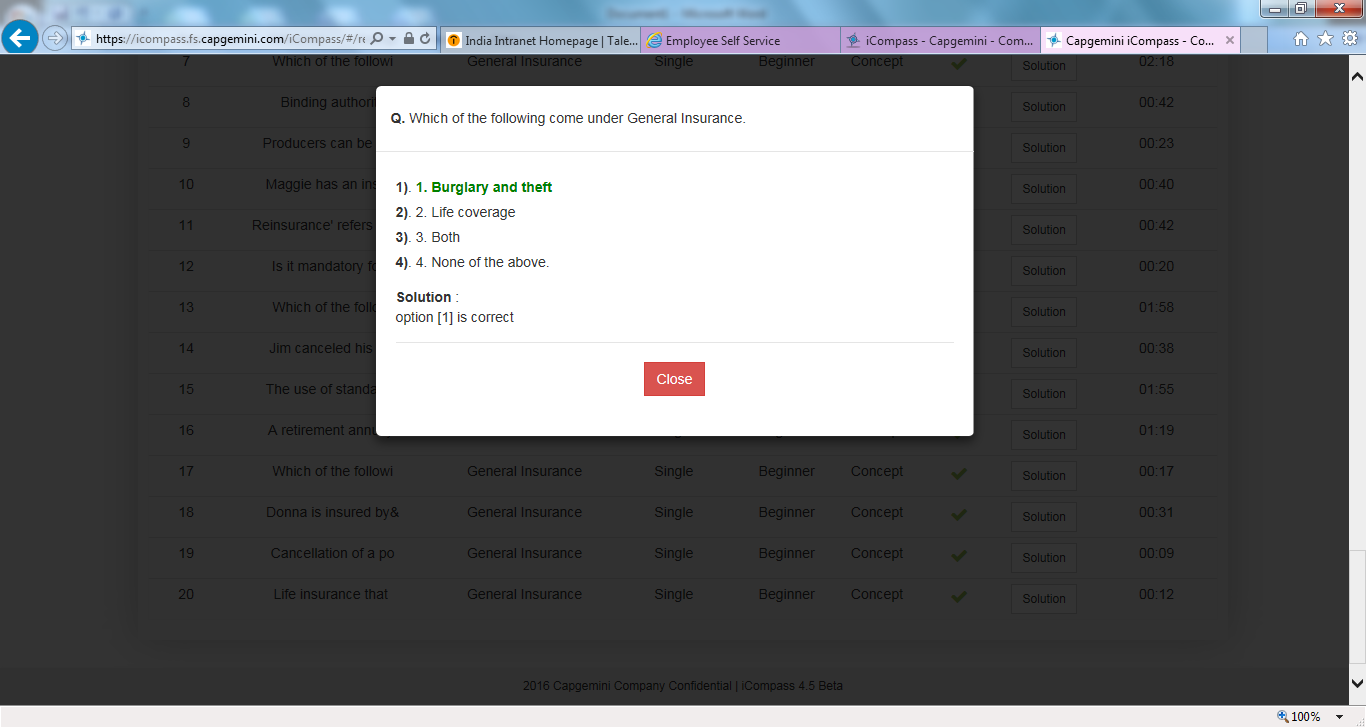 https://icompass.fs.capgemini.com/iCompass/#/re
India Intranet Homepage | Tale...
Employee Self Service
iCompass - Capgemini - Com...
Capgemini iCompass - Co...
7 Which of the followi General Insurance Single Beginner Concept Solution 02:18
8 Binding authori Solution 00:42
9 Producers can be Solution 00:23
10 Maggie has an ins Solution 00:40
11 Reinsurance' refers Solution 00:42
12 Is it mandatory fo Solution 00:20
13 Which of the follo Solution 01:58
14 Jim canceled his Solution 00:38
15 The use of standa Solution 01:55
16 A retirement ann Solution 01:19
17 Which of the followi General Insurance Single Beginner Concept Solution 00:17
18 Donna is insured by& General Insurance Single Beginner Concept Solution 00:31
19 Cancellation of a po General Insurance Single Beginner Concept Solution 00:09
20 Life insurance that General Insurance Single Beginner Concept Solution 00:12
Q. Which of the following come under General Insurance.
1). 1. Burglary and theft
2). 2. Life coverage
3). 3. Both
4). 4. None of the above.
Solution :
option [1] is correct
Close
2016 Capgemini Company Confidential | iCompass 4.5 Beta
100%